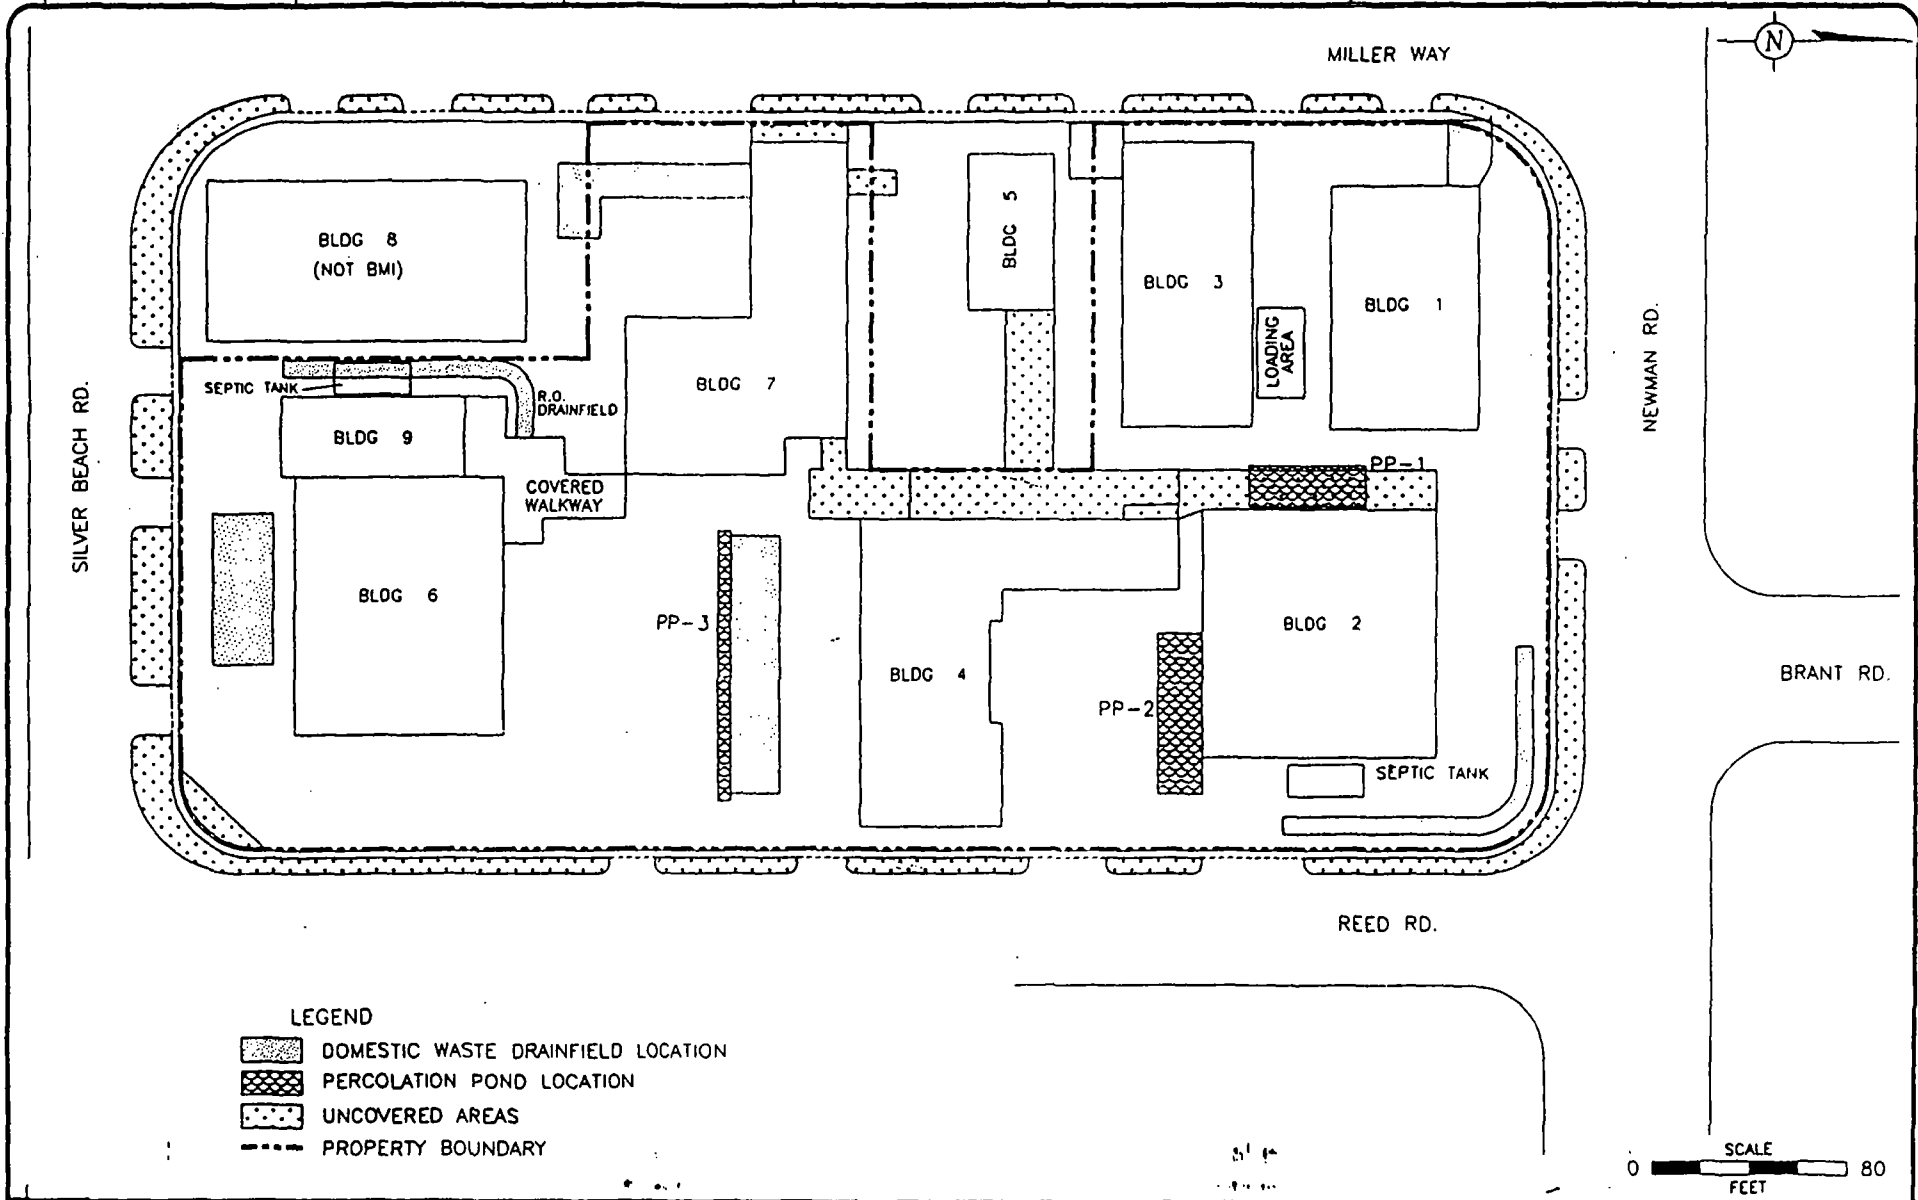 MILLER WAY
N
BLDG 8
(NOT BMI)
BLDG 5
BLDG 3
BLDG 1
LOADING
AREA
NEWMAN RD.
SILVER BEACH RD.
SEPTIC TANK
R.O.
DRAINFIELD
BLDG 7
BLDG 9
COVERED
WALKWAY
PP-1
BLDG 6
PP-3
BLDG 4
PP-2
BLDG 2
BRANT RD.
SEPTIC TANK
REED RD.
LEGEND
DOMESTIC WASTE DRAINFIELD LOCATION
PERCOLATION POND LOCATION
UNCOVERED AREAS
PROPERTY BOUNDARY
SCALE
0 80
FEET